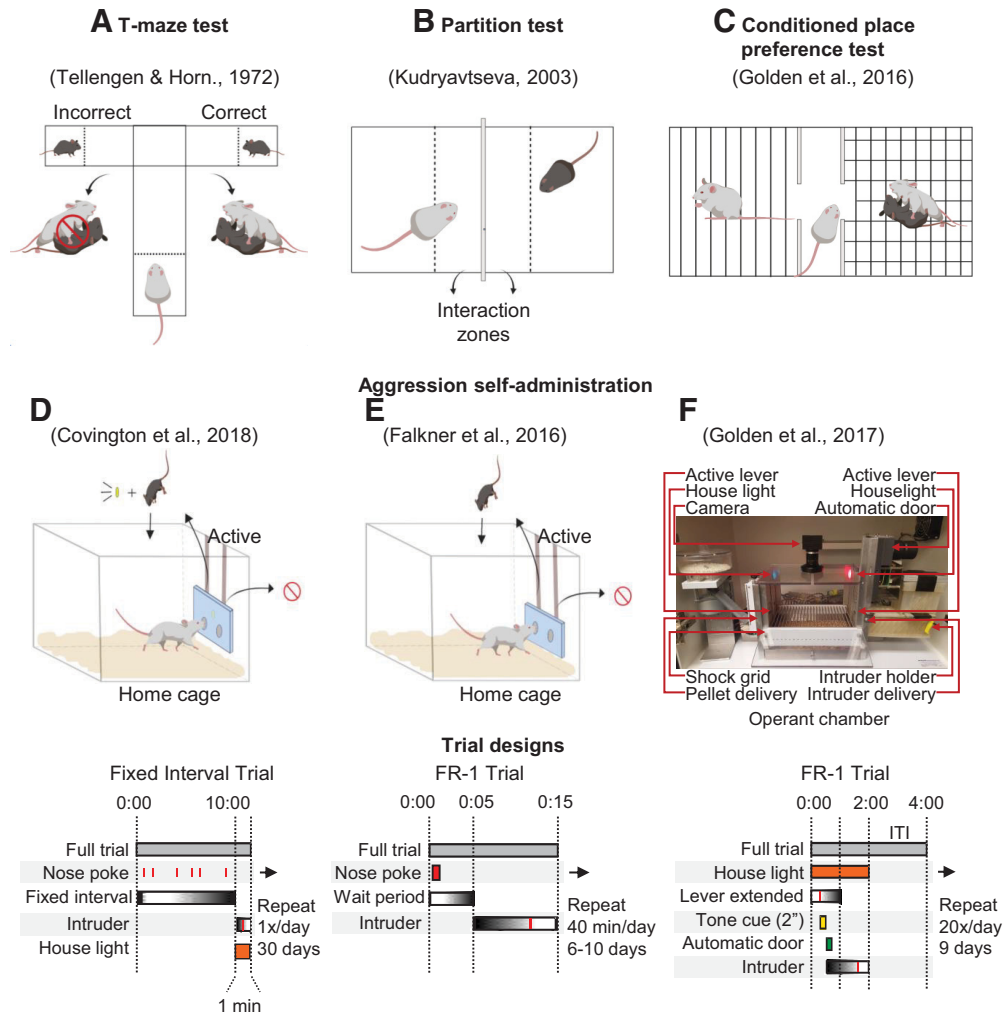 A T-maze test
(Tellengen & Horn., 1972)
Incorrect
Correct
B Partition test
(Kudryavtseva, 2003)
Interaction
zones
C Conditioned place
preference test
(Golden et al., 2016)
Aggression self-administration
D
(Covington et al., 2018)
+
Active
Home cage
E
(Falkner et al., 2016)
Active
Home cage
F
(Golden et al., 2017)
Active lever
House light
Camera
Active lever
Houselight
Automatic door
Shock grid
Pellet delivery
Intruder holder
Intruder delivery
Operant chamber
Trial designs
Fixed Interval Trial
0:00 10:00
Full trial
Nose poke
Fixed interval
Intruder
House light
Repeat
1x/day
30 days
1 min
FR-1 Trial
0:00 0:05 0:15
Full trial
Nose poke
Wait period
Intruder
Repeat
40 min/day
6-10 days
FR-1 Trial
0:00 2:00 4:00
ITI
Full trial
House light
Lever extended
Tone cue (2”)
Automatic door
Intruder
Repeat
20x/day
9 days